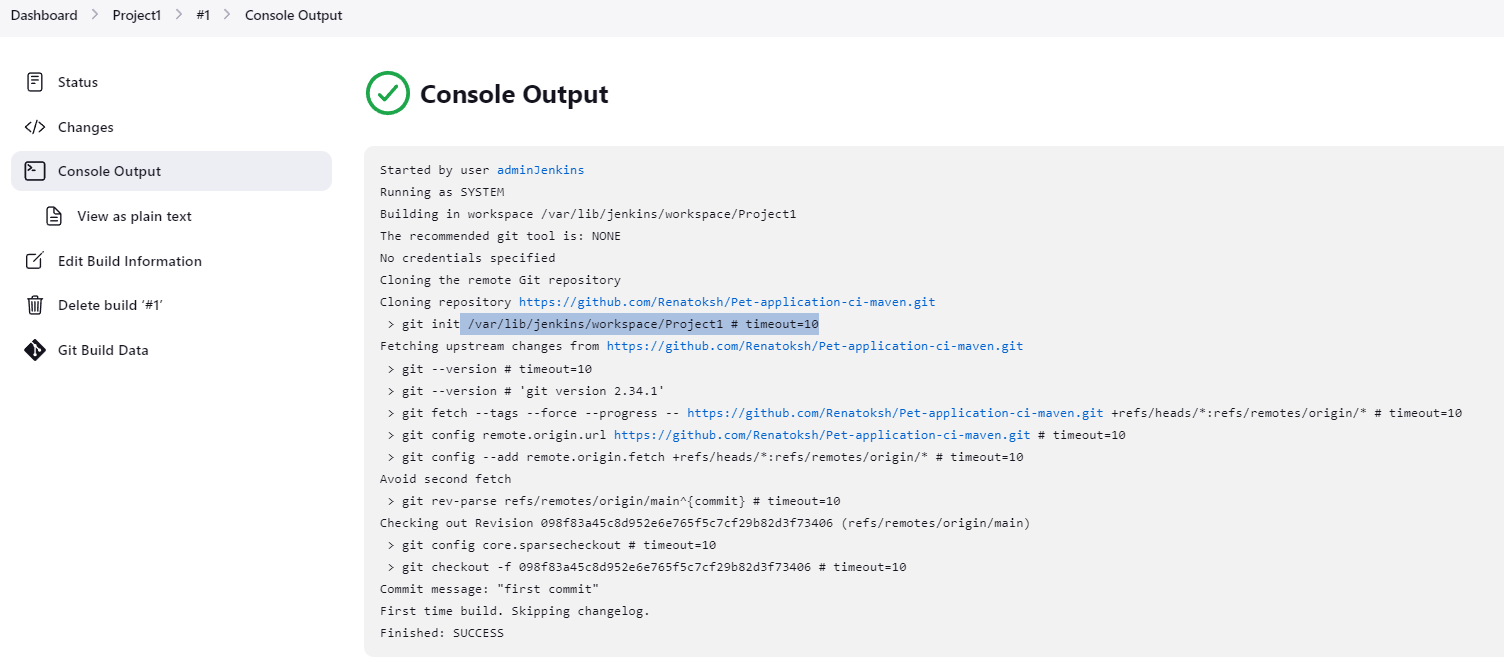 Dashboard > Project1 > #1 > Console Output
Status
Changes
Console Output
View as plain text
Edit Build Information
Delete build ‘#1’
Git Build Data
Console Output
Started by user adminJenkins
Running as SYSTEM
Building in workspace /var/lib/jenkins/workspace/Project1
The recommended git tool is: NONE
No credentials specified
Cloning the remote Git repository
Cloning repository https://github.com/Renatoksh/Pet-application-ci-maven.git
> git init /var/lib/jenkins/workspace/Project1 # timeout=10
Fetching upstream changes from https://github.com/Renatoksh/Pet-application-ci-maven.git
> git --version # timeout=10
> git --version # 'git version 2.34.1'
> git fetch --tags --force --progress -- https://github.com/Renatoksh/Pet-application-ci-maven.git +refs/heads/*:refs/remotes/origin/* # timeout=10
> git config remote.origin.url https://github.com/Renatoksh/Pet-application-ci-maven.git # timeout=10
> git config --add remote.origin.fetch +refs/heads/*:refs/remotes/origin/* # timeout=10
Avoid second fetch
> git rev-parse refs/remotes/origin/main^{commit} # timeout=10
Checking out Revision 098f83a45c8d952e6e765f5c7cf29b82d3f73406 (refs/remotes/origin/main)
> git config core.sparsecheckout # timeout=10
> git checkout -f 098f83a45c8d952e6e765f5c7cf29b82d3f73406 # timeout=10
Commit message: "first commit"
First time build. Skipping changelog.
Finished: SUCCESS